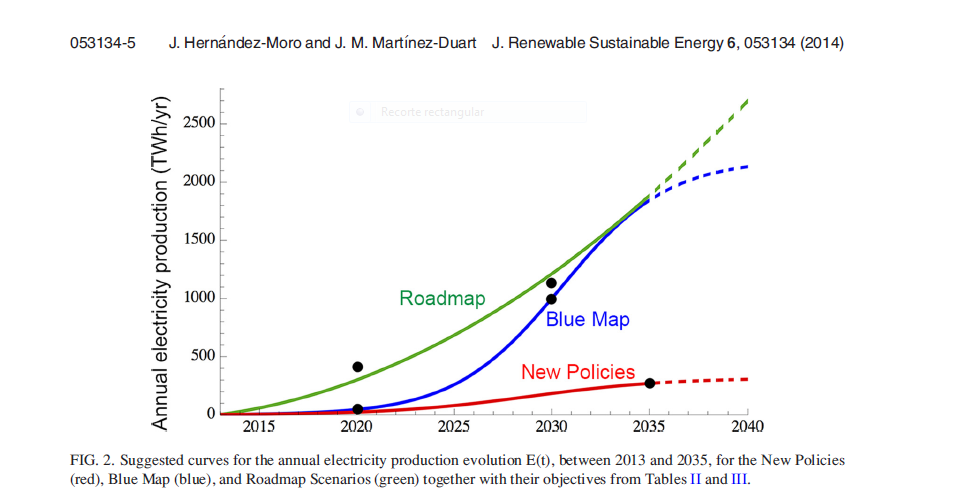 053134-5 J. Hernández-Moro and J. M. Martínez-Duart J. Renewable Sustainable Energy 6, 053134 (2014)
Recorte rectangular
Annual electricity production (TWh/yr)
2500
2000
1500
1000
500
0
Roadmap
Blue Map
New Policies
2015 2020 2025 2030 2035 2040
FIG. 2. Suggested curves for the annual electricity production evolution E(t), between 2013 and 2035, for the New Policies
(red), Blue Map (blue), and Roadmap Scenarios (green) together with their objectives from Tables II and III.